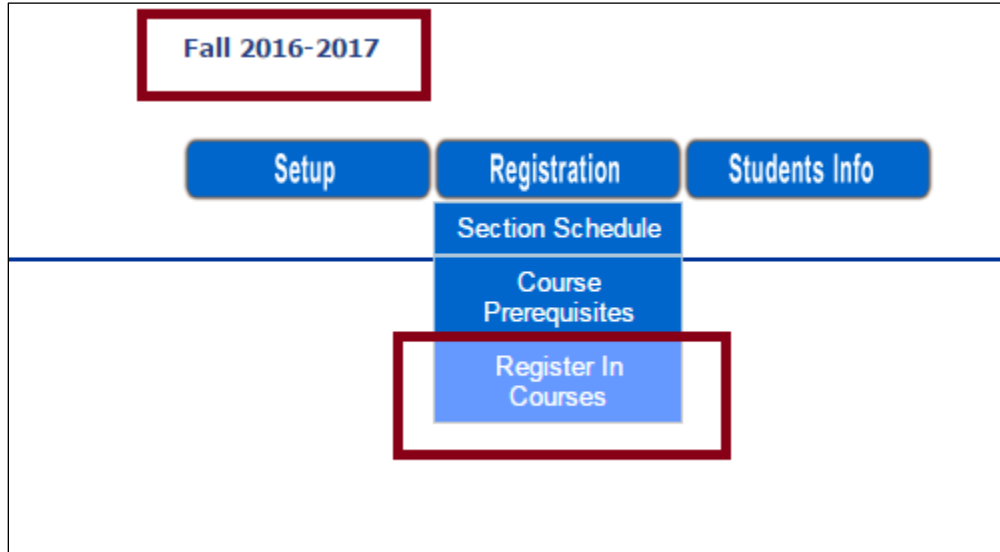 Fall 2016-2017
Setup Registration Students Info
Section Schedule
Course
Prerequisites
Register In
Courses